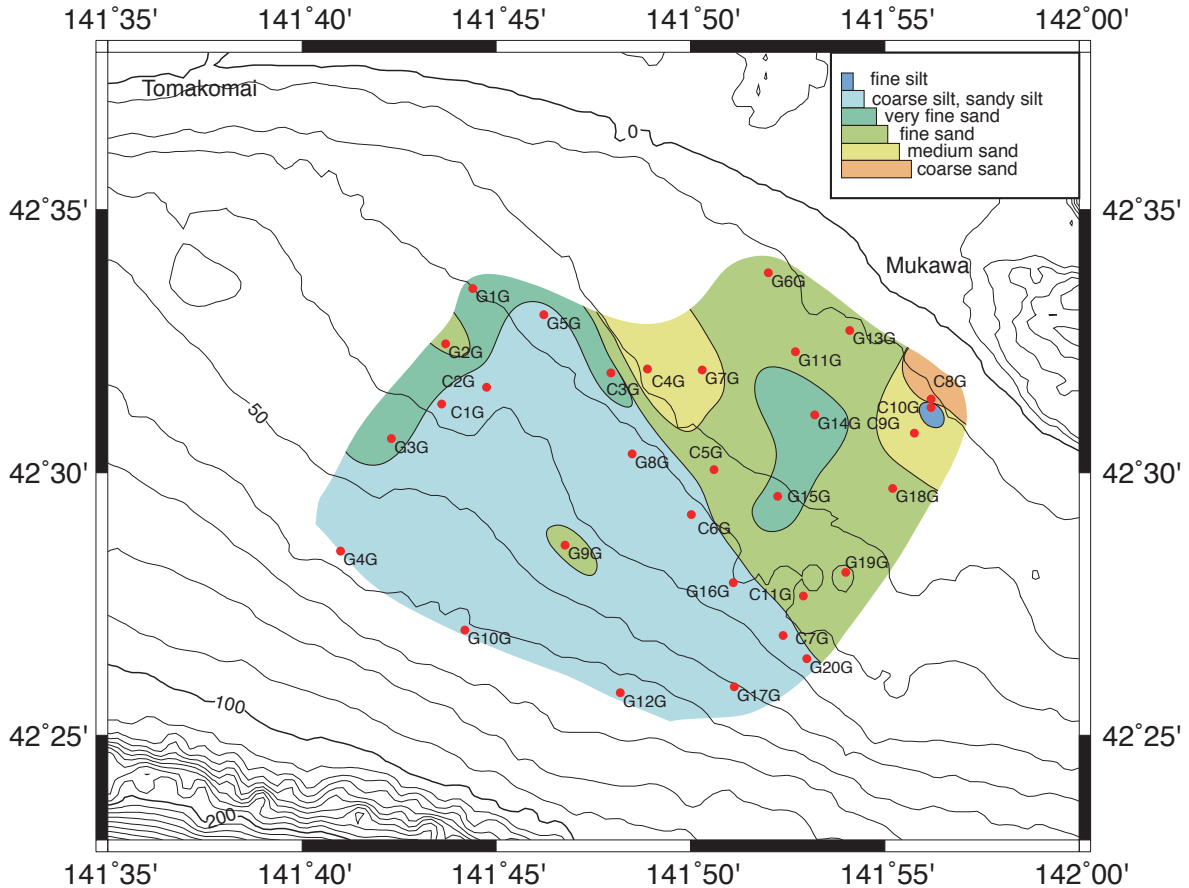 141°35' 141°40' 141°45' 141°50' 141°55' 142°00'
Tomakomai
fine silt
coarse silt, sandy silt
very fine sand
fine sand
medium sand
coarse sand
0
42°35' 42°35'
Mukawa
G6G
G1G
G13G
G5G
G2G
G11G
C2G
C3G
C4G
G7G
C8G
C1G
C10G
50
G14G
C9G
G3G
G8G
C5G
42°30' 42°30'
G15G
G18G
C6G
G4G
G9G
G19G
G16G
C11G
G10G
C7G
G20G
G12G
G17G
100
42°25' 42°25'
200
141°35' 141°40' 141°45' 141°50' 141°55' 142°00'